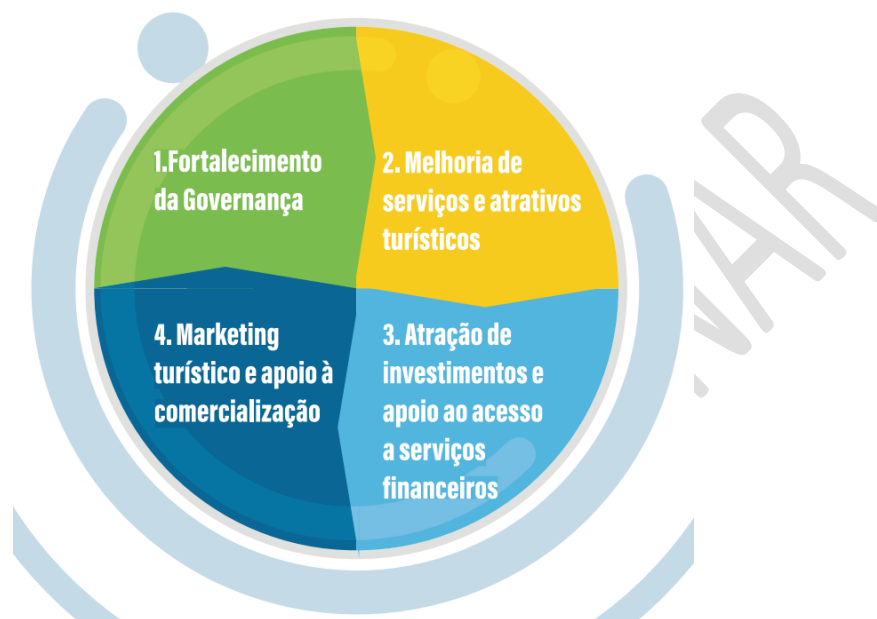 1.Fortalecimento
da Governança
2. Melhoria de
serviços e atrativos
turísticos
3. Atração de
investimentos e
apoio ao acesso
a serviços
financeiros
4. Marketing
turístico e apoio à
comercialização